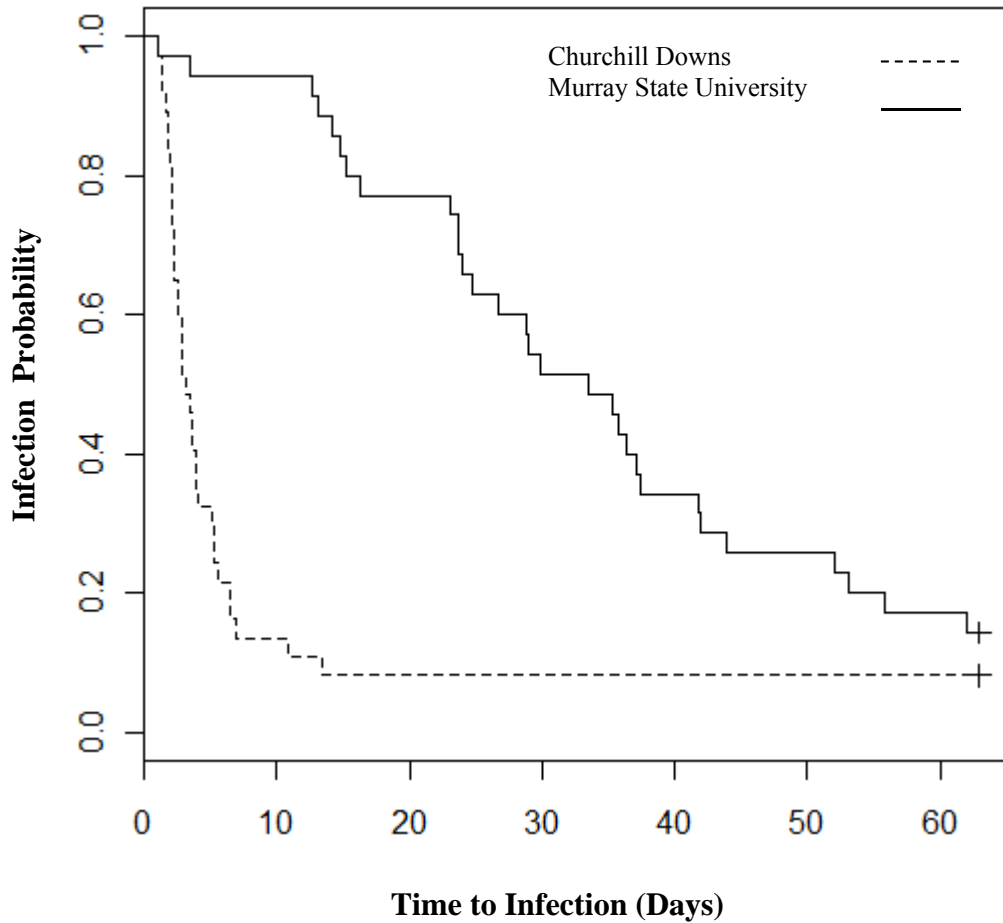 Churchill Downs
Murray State University
Infection Probability
1.0
0.8
0.6
0.4
0.2
0.0
0 10 20 30 40 50 60
Time to Infection (Days)